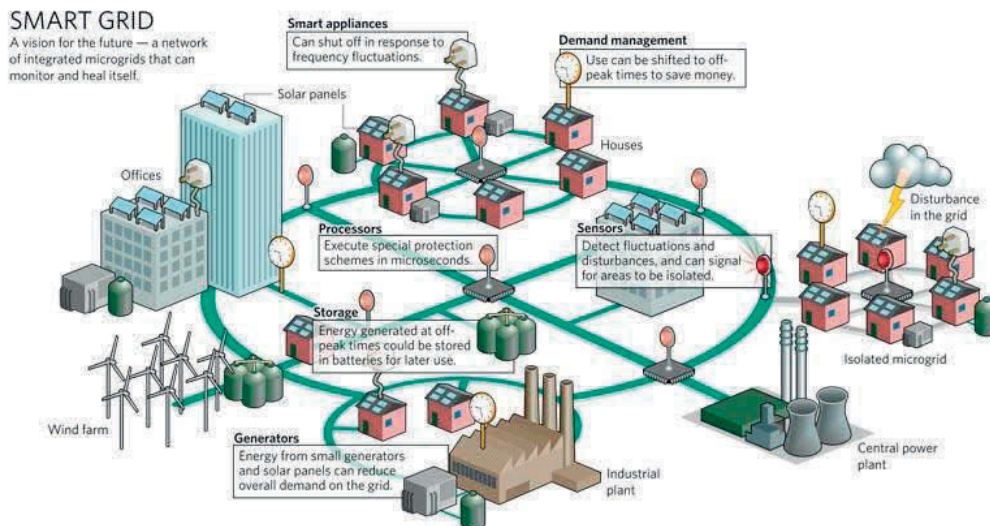 SMART GRID
A vision for the future — a network
of integrated microgrids that can
monitor and heal itself.
Smart appliances
Can shut off in response to
frequency fluctuations.
Demand management
Use can be shifted to off-
peak times to save money.
Solar panels
Houses
Offices
Disturbance
in the grid
Processors
Execute special protection
schemes in microseconds.
Sensors
Detect fluctuations and
disturbances, and can signal
for areas to be isolated.
Storage
Energy generated at off-
peak times could be stored
in batteries for later use.
Isolated microgrid
Wind farm
Generators
Energy from small generators
and solar panels can reduce
overall demand on the grid.
Industrial
plant
Central power
plant